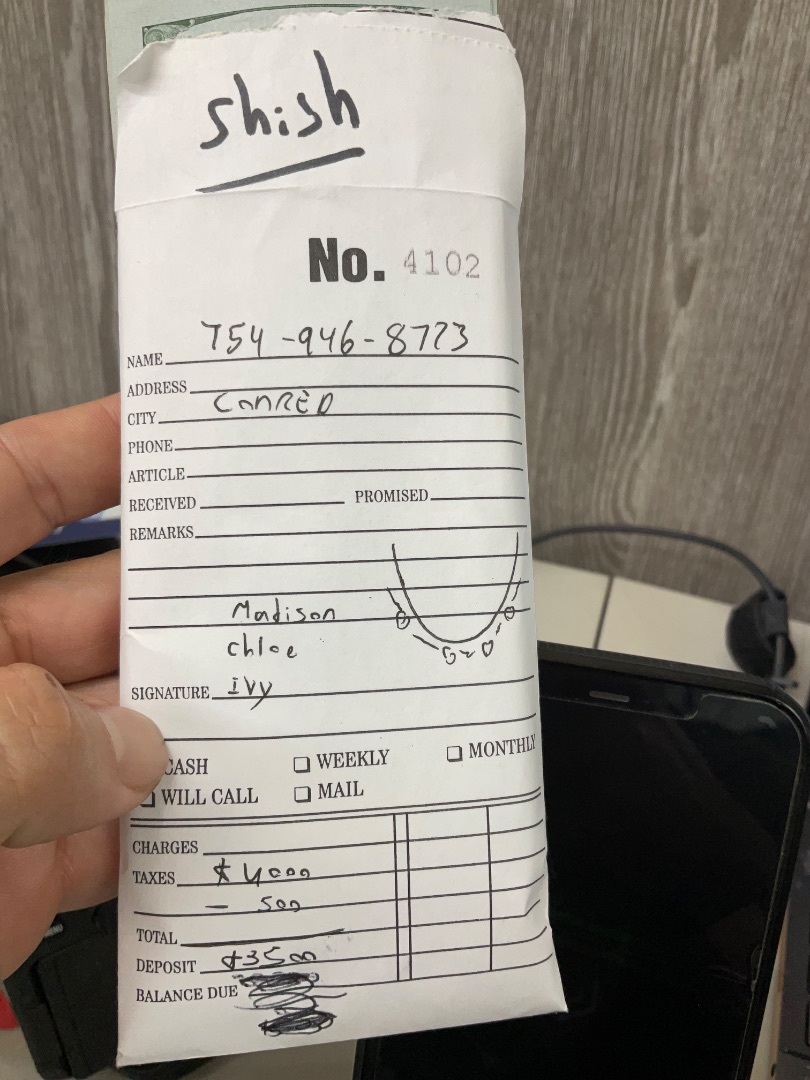 shish
No. 4102
NAME 754-946-8773
ADDRESS
CITY CONRED
PHONE
ARTICLE
RECEIVED PROMISED
REMARKS
Madison
Chloe
SIGNATURE ivy
CASH WEEKLY MONTHLY
WILL CALL MAIL
CHARGES
TAXES $4000
- 500
TOTAL
DEPOSIT $3500
BALANCE DUE